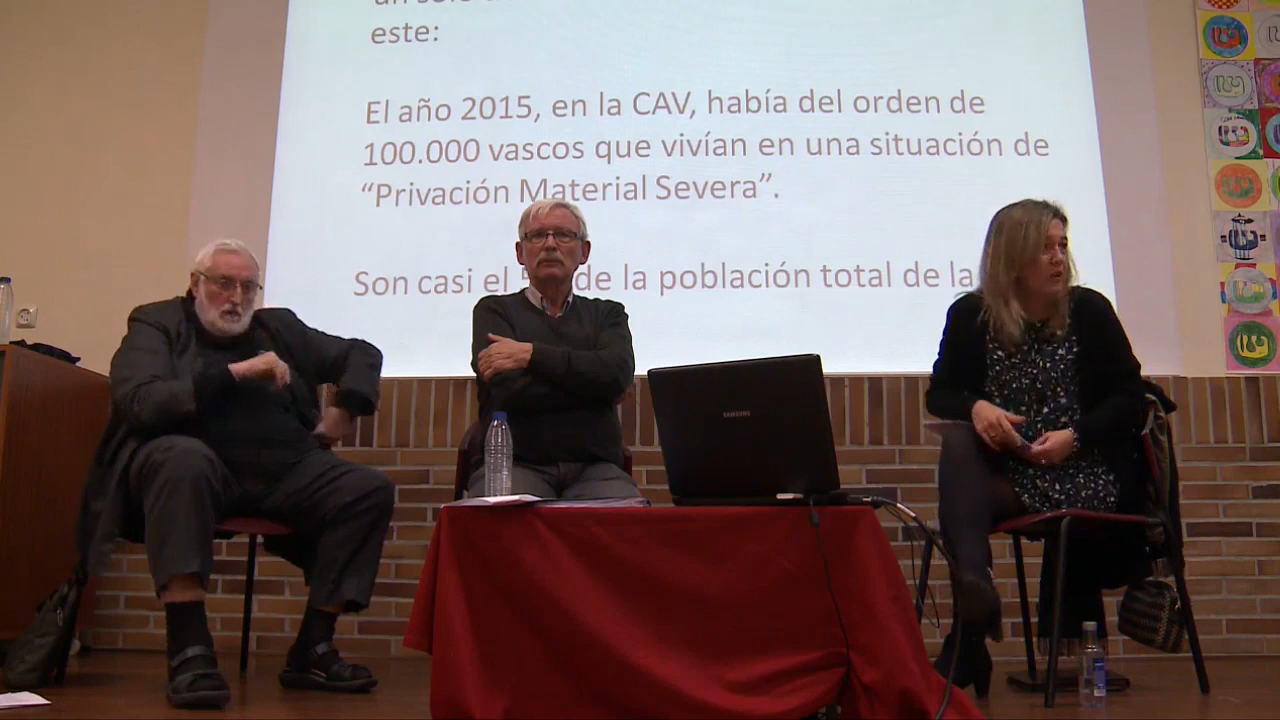 este:
El año 2015, en la CAV, había del orden de
100.000 vascos que vivían en una situación de
“Privación Material Severa”.
Son casi el de la población total de la
SAMSUNG